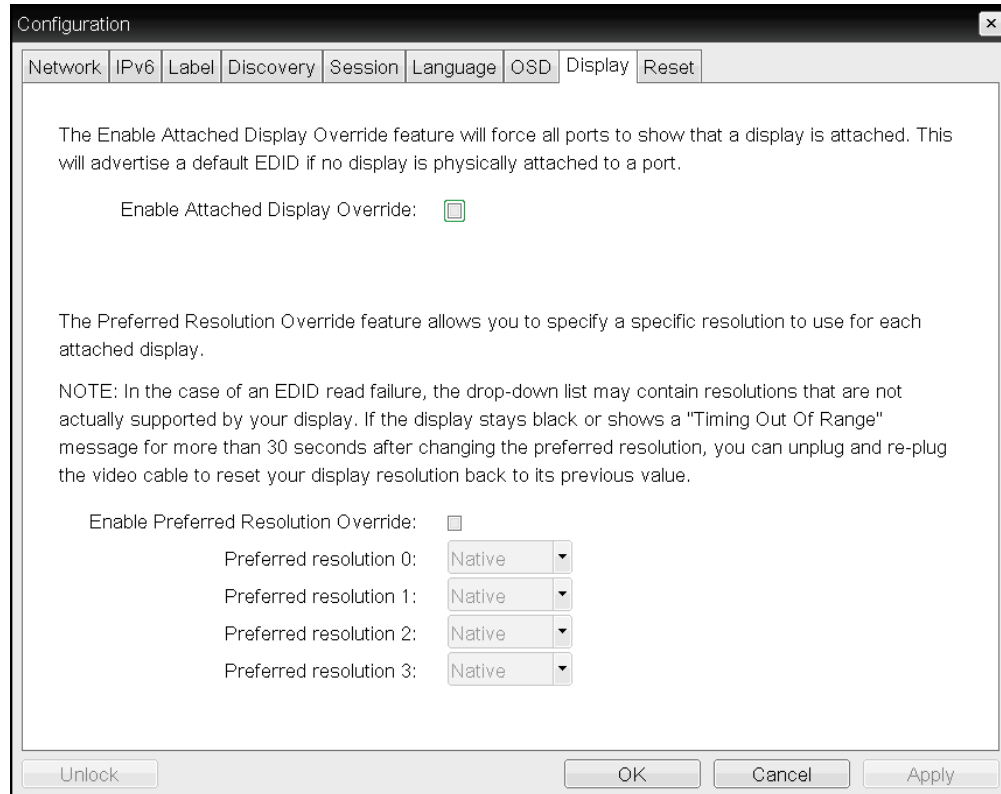 Configuration
Network IPv6 Label Discovery Session Language OSD Display Reset
The Enable Attached Display Override feature will force all ports to show that a display is attached. This
will advertise a default EDID if no display is physically attached to a port.
Enable Attached Display Override:
The Preferred Resolution Override feature allows you to specify a specific resolution to use for each
attached display.
NOTE: In the case of an EDID read failure, the drop-down list may contain resolutions that are not
actually supported by your display. If the display stays black or shows a "Timing Out Of Range"
message for more than 30 seconds after changing the preferred resolution, you can unplug and re-plug
the video cable to reset your display resolution back to its previous value.
Enable Preferred Resolution Override:
Preferred resolution 0: Native
Preferred resolution 1: Native
Preferred resolution 2: Native
Preferred resolution 3: Native
Unlock OK Cancel Apply